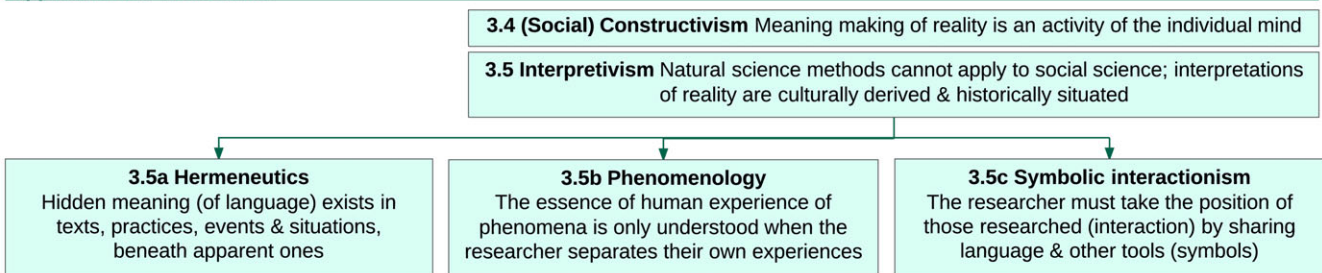 3.4 (Social) Constructivism Meaning making of reality is an activity of the individual mind
3.5 Interpretivism Natural science methods cannot apply to social science; interpretations
of reality are culturally derived & historically situated
3.5a Hermeneutics
Hidden meaning (of language) exists in
texts, practices, events & situations,
beneath apparent ones
3.5b Phenomenology
The essence of human experience of
phenomena is only understood when the
researcher separates their own experiences
3.5c Symbolic interactionism
The researcher must take the position of
those researched (interaction) by sharing
language & other tools (symbols)